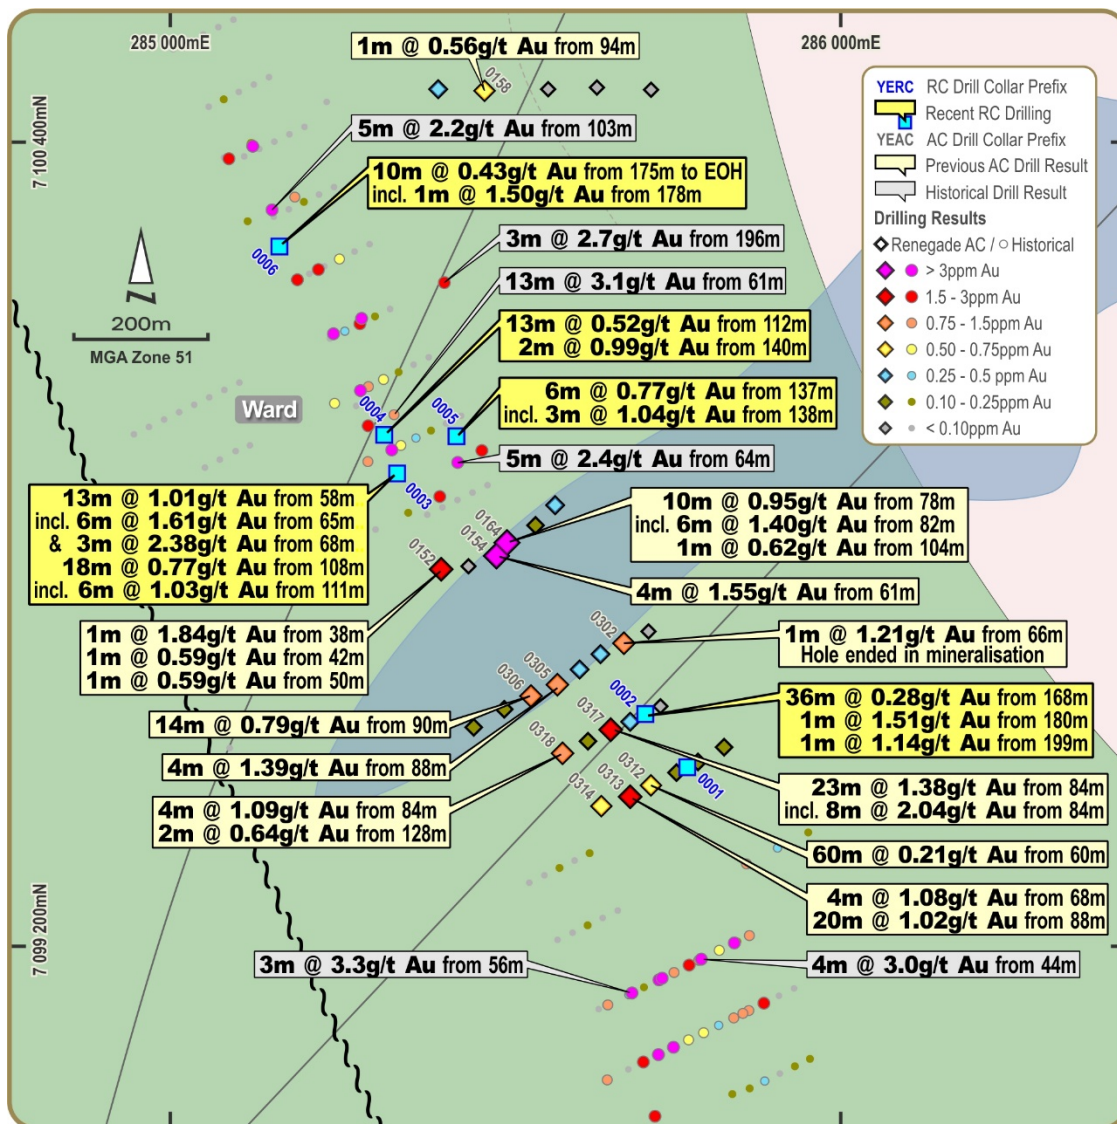 285 000mE
286 000mE
1m @ 0.56g/t Au from 94m
0158
YERC RC Drill Collar Prefix
Recent RC Drilling
YEAC AC Drill Collar Prefix
Previous AC Drill Result
Historical Drill Result
Drilling Results
Renegade AC / Historical
> 3ppm Au
1.5 - 3ppm Au
0.75 - 1.5ppm Au
0.50 - 0.75ppm Au
0.25 - 0.5 ppm Au
0.10 - 0.25ppm Au
< 0.10ppm Au
7 100 400mN
5m @ 2.2g/t Au from 103m
10m @ 0.43g/t Au from 175m to EOH
incl. 1m @ 1.50g/t Au from 178m
0006
3m @ 2.7g/t Au from 196m
13m @ 3.1g/t Au from 61m
N
200m
MGA Zone 51
13m @ 0.52g/t Au from 112m
2m @ 0.99g/t Au from 140m
6m @ 0.77g/t Au from 137m
incl. 3m @ 1.04g/t Au from 138m
Ward
0004
0005
5m @ 2.4g/t Au from 64m
0003
13m @ 1.01g/t Au from 58m
incl. 6m @ 1.61g/t Au from 65m
& 3m @ 2.38g/t Au from 68m
18m @ 0.77g/t Au from 108m
incl. 6m @ 1.03g/t Au from 111m
10m @ 0.95g/t Au from 78m
incl. 6m @ 1.40g/t Au from 82m
1m @ 0.62g/t Au from 104m
0164
0154
0152
4m @ 1.55g/t Au from 61m
1m @ 1.84g/t Au from 38m
1m @ 0.59g/t Au from 42m
1m @ 0.59g/t Au from 50m
0302
1m @ 1.21g/t Au from 66m
Hole ended in mineralisation
0305
0306
0002
36m @ 0.28g/t Au from 168m
1m @ 1.51g/t Au from 180m
1m @ 1.14g/t Au from 199m
14m @ 0.79g/t Au from 90m
0317
0318
4m @ 1.39g/t Au from 88m
0312
0313
0314
0001
23m @ 1.38g/t Au from 84m
incl. 8m @ 2.04g/t Au from 84m
4m @ 1.09g/t Au from 84m
2m @ 0.64g/t Au from 128m
60m @ 0.21g/t Au from 60m
4m @ 1.08g/t Au from 68m
20m @ 1.02g/t Au from 88m
7 099 200mN
3m @ 3.3g/t Au from 56m
4m @ 3.0g/t Au from 44m